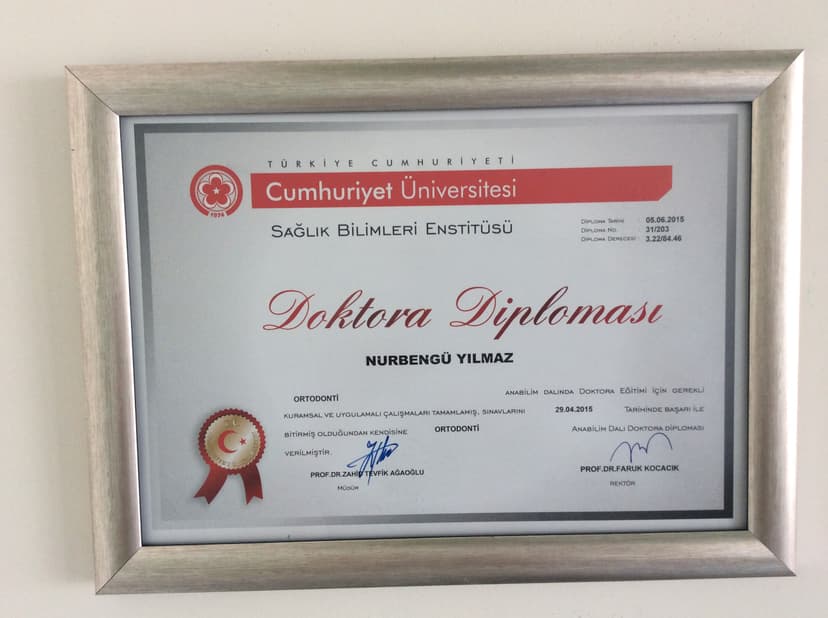 TÜRKİYE CUMHURİYETİ
Cumhuriyet Üniversitesi
1974
SAĞLIK BİLİMLERİ ENSTİTÜSÜ
DİPLOMA TARİHİ : 05.06.2015
DİPLOMA NO. : 31/203
DİPLOMA DERECESİ : 3.22/84.46
Doktora Diploması
NURBENGÜ YILMAZ
ORTODONTİ ANABİLİM DALINDA DOKTORA EĞİTİMİ İÇİN GEREKLİ
KURAMSAL VE UYGULAMALI ÇALIŞMALARI TAMAMLAMIŞ, SINAVLARINI 29.04.2015 TARİHİNDE BAŞARI İLE
BİTİRMİŞ OLDUĞUNDAN KENDİSİNE ORTODONTİ ANABİLİM DALI DOKTORA DİPLOMASI
VERİLMİŞTİR.
PROF.DR.ZAHİR TEVFİK AĞAOĞLU
MÜDÜR
PROF.DR.FARUK KOCACIK
REKTÖR